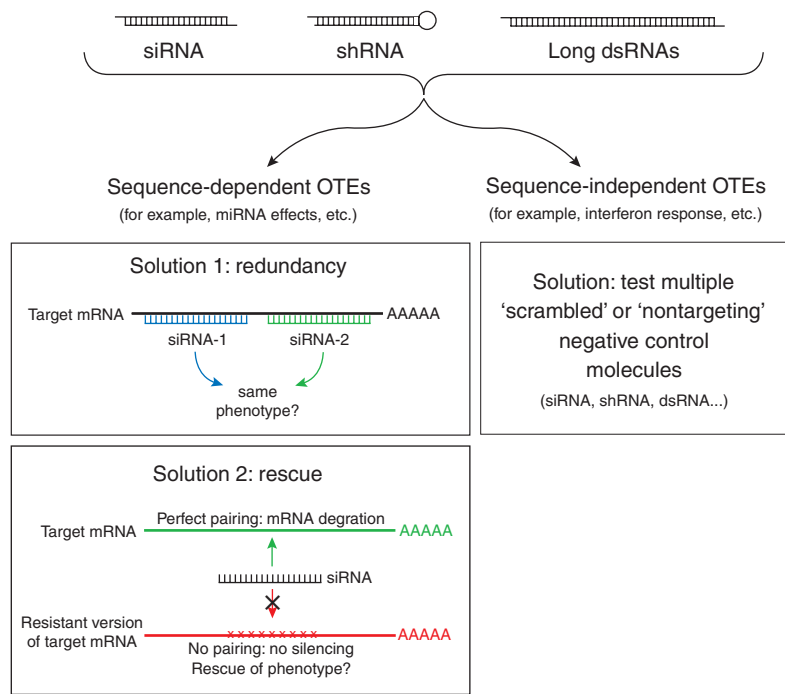 siRNA
shRNA
Long dsRNAs
Sequence-dependent OTEs
(for example, miRNA effects, etc.)
Sequence-independent OTEs
(for example, interferon response, etc.)
Solution 1: redundancy
Target mRNA
AAAAA
siRNA-1
siRNA-2
same
phenotype?
Solution: test multiple
‘scrambled’ or ‘nontargeting’
negative control
molecules
(siRNA, shRNA, dsRNA...)
Solution 2: rescue
Perfect pairing: mRNA degration
Target mRNA
AAAAA
siRNA
Resistant version
of target mRNA
xxxxxxxxx
AAAAA
No pairing: no silencing
Rescue of phenotype?